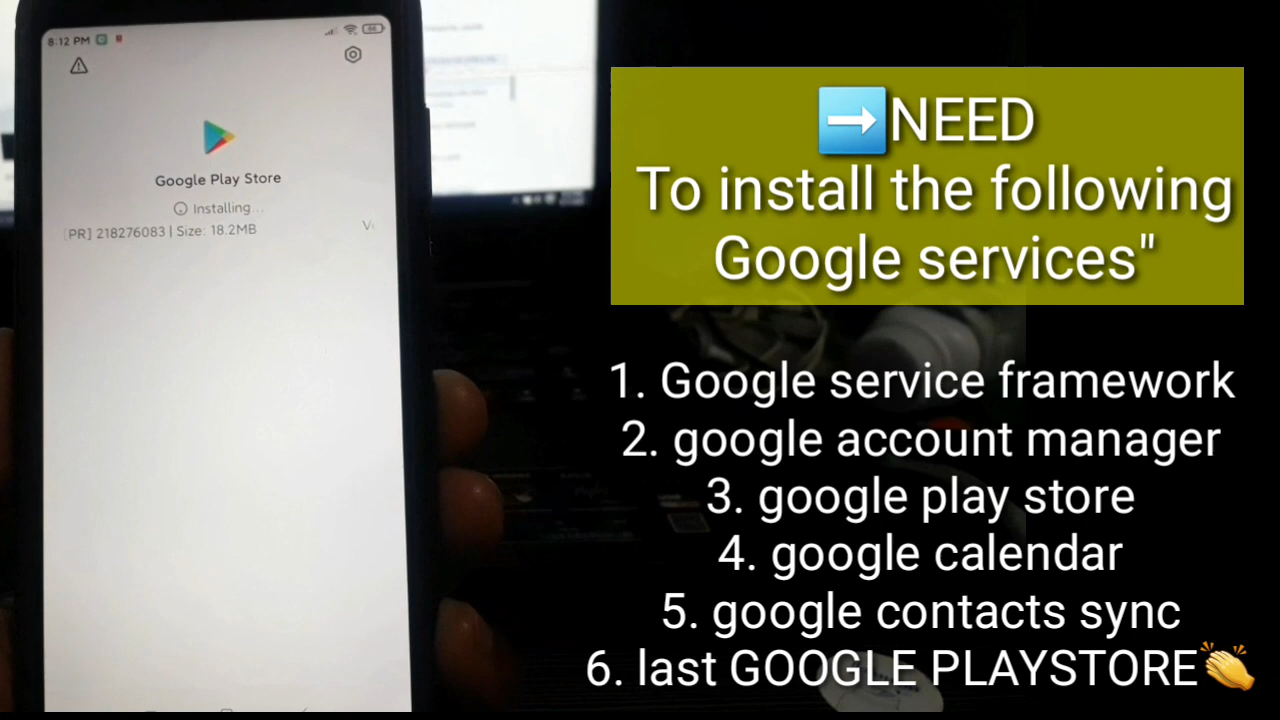 8:12 PM
66
Google Play Store
Installing...
[PR] 218276083 | Size: 18.2MB
➡️NEED
To install the following
Google services"
1. Google service framework
2. google account manager
3. google play store
4. google calendar
5. google contacts sync
6. last GOOGLE PLAYSTORE👏